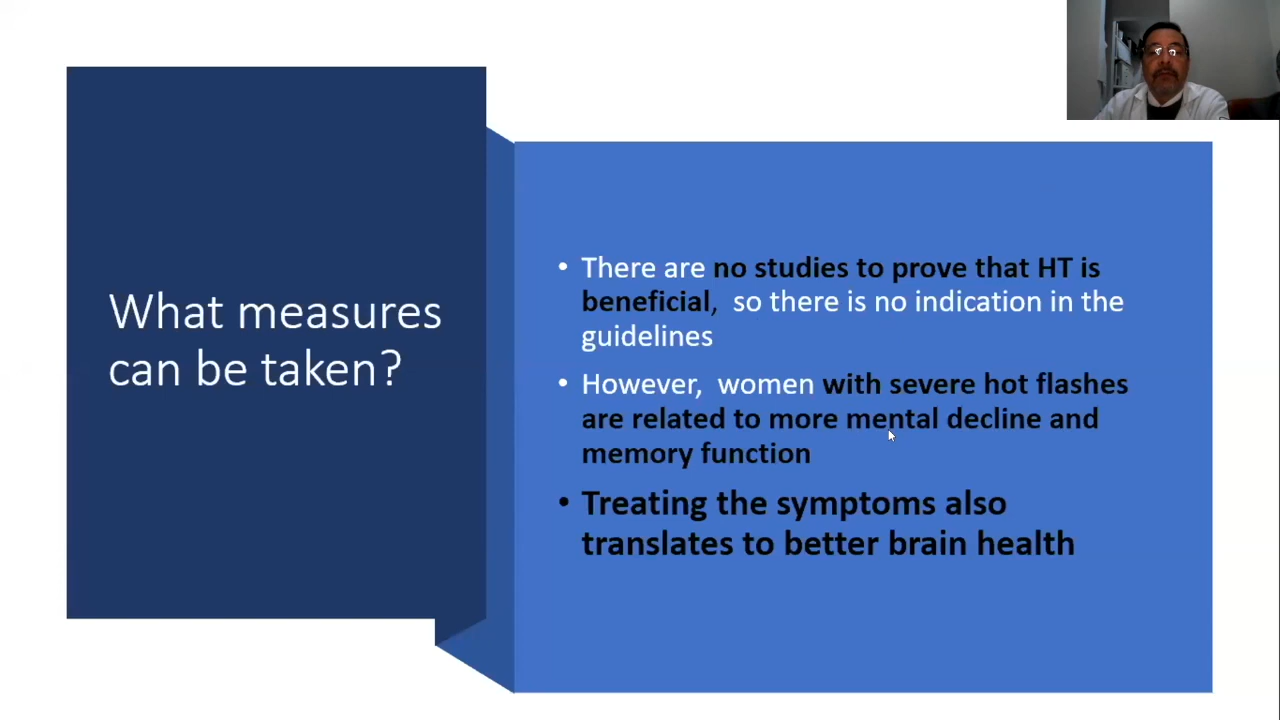 What measures
can be taken?
• There are no studies to prove that HT is
beneficial, so there is no indication in the
guidelines
• However, women with severe hot flashes
are related to more mental decline and
memory function
• Treating the symptoms also
translates to better brain health